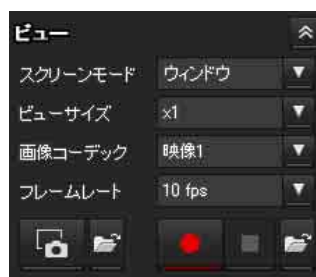 ビュー
スクリーンモード ウィンドウ
ビューサイズ x1
画像コーデック 映像1
フレームレート 10 fps